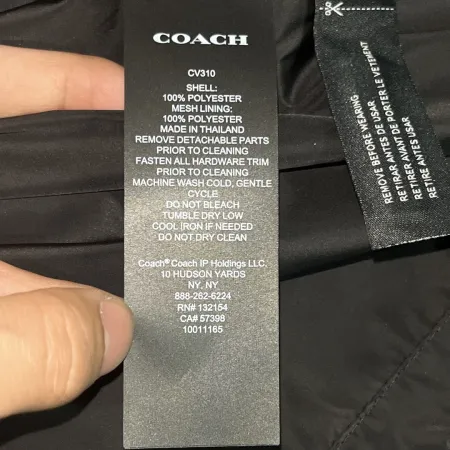 COACH
CV310
SHELL:
100% POLYESTER
MESH LINING:
100% POLYESTER
MADE IN THAILAND
REMOVE DETACHABLE PARTS
PRIOR TO CLEANING
FASTEN ALL HARDWARE TRIM
PRIOR TO CLEANING
MACHINE WASH COLD, GENTLE
CYCLE
DO NOT BLEACH
TUMBLE DRY LOW
COOL IRON IF NEEDED
DO NOT DRY CLEAN
Coach® Coach IP Holdings LLC.
10 HUDSON YARDS
NY, NY
888-262-6224
RN# 132154
CA# 57398
10011165
REMOVE BEFORE WEARING
RETIRAR ANTES DE USAR
RETIRER AVANT DE PORTER LE VETEMENT
RETIRAR ANTES DE USAR
RETIRE ANTES DE USAR